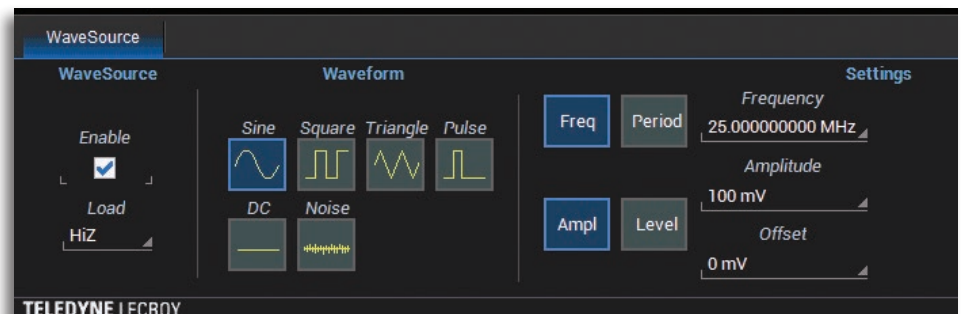 WaveSource
WaveSource
Waveform
Settings
Enable
Load
HiZ
Sine Square Triangle Pulse
DC Noise
Freq Period
Frequency
25.000000000 MHz
Amplitude
100 mV
Ampl Level
Offset
0 mV
TELEDYNE LECROY